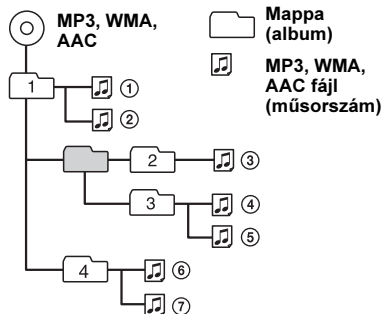 MP3, WMA,
AAC
Mappa
(album)
MP3, WMA,
AAC fájl
(műsorszám)
1
①
②
2
③
3
④
⑤
4
⑥
⑦